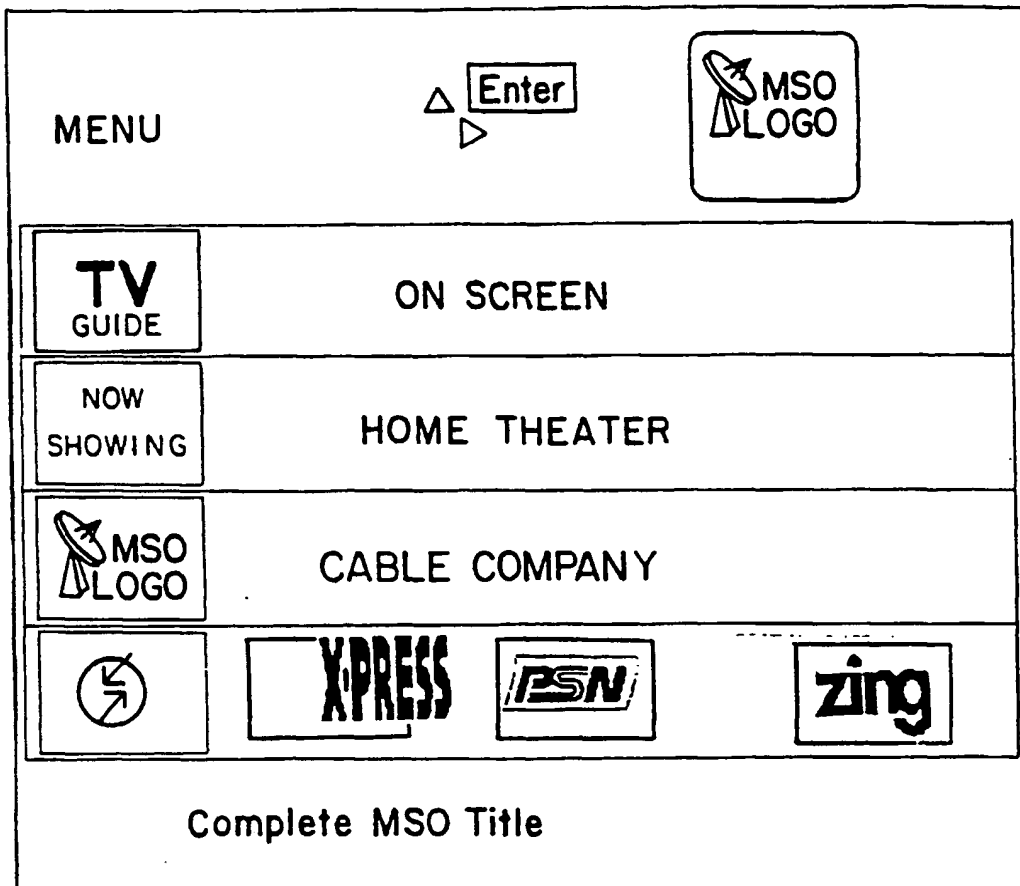 MENU
Enter
MSO
LOGO
TV
GUIDE
ON SCREEN
NOW
SHOWING
HOME THEATER
MSO
LOGO
CABLE COMPANY
X·PRESS
PSN
zing
Complete MSO Title